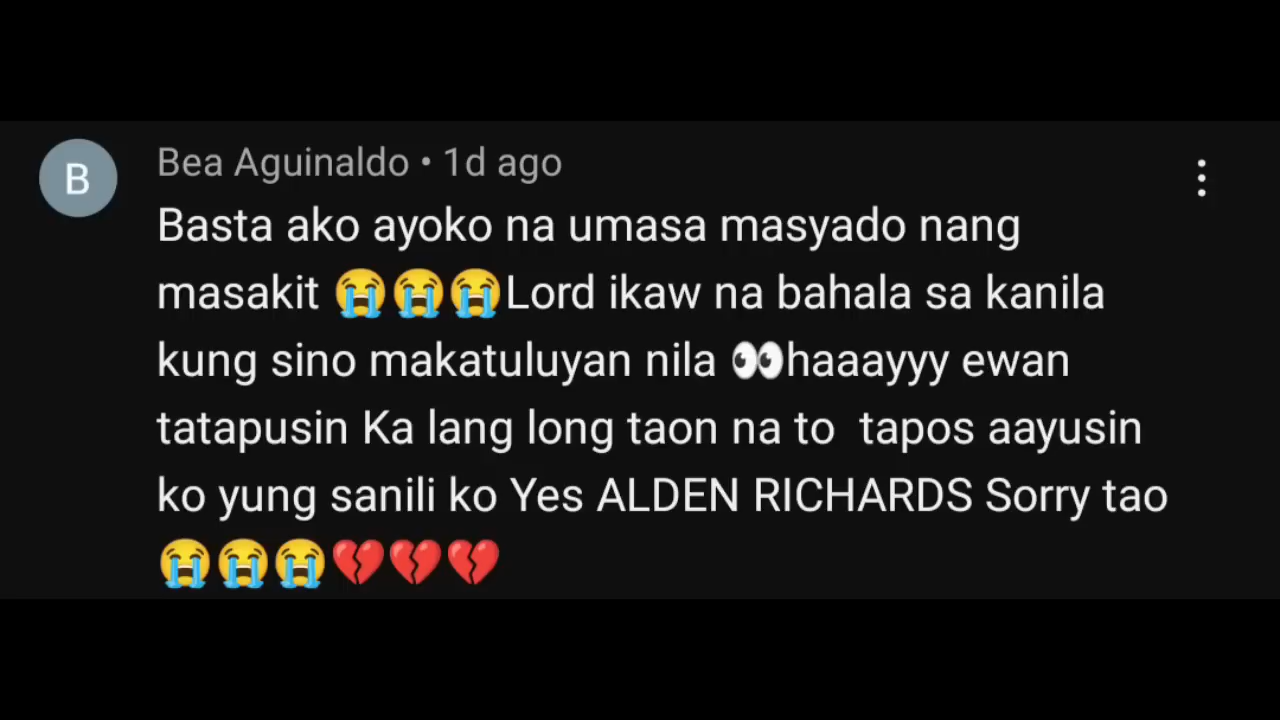 B
Bea Aguinaldo • 1d ago
Basta ako ayoko na umasa masyado nang
masakit 😭😭😭Lord ikaw na bahala sa kanila
kung sino makatuluyan nila 👀haaayyy ewan
tatapusin Ka lang long taon na to  tapos aayusin
ko yung sanili ko Yes ALDEN RICHARDS Sorry tao
😭😭😭💔💔💔